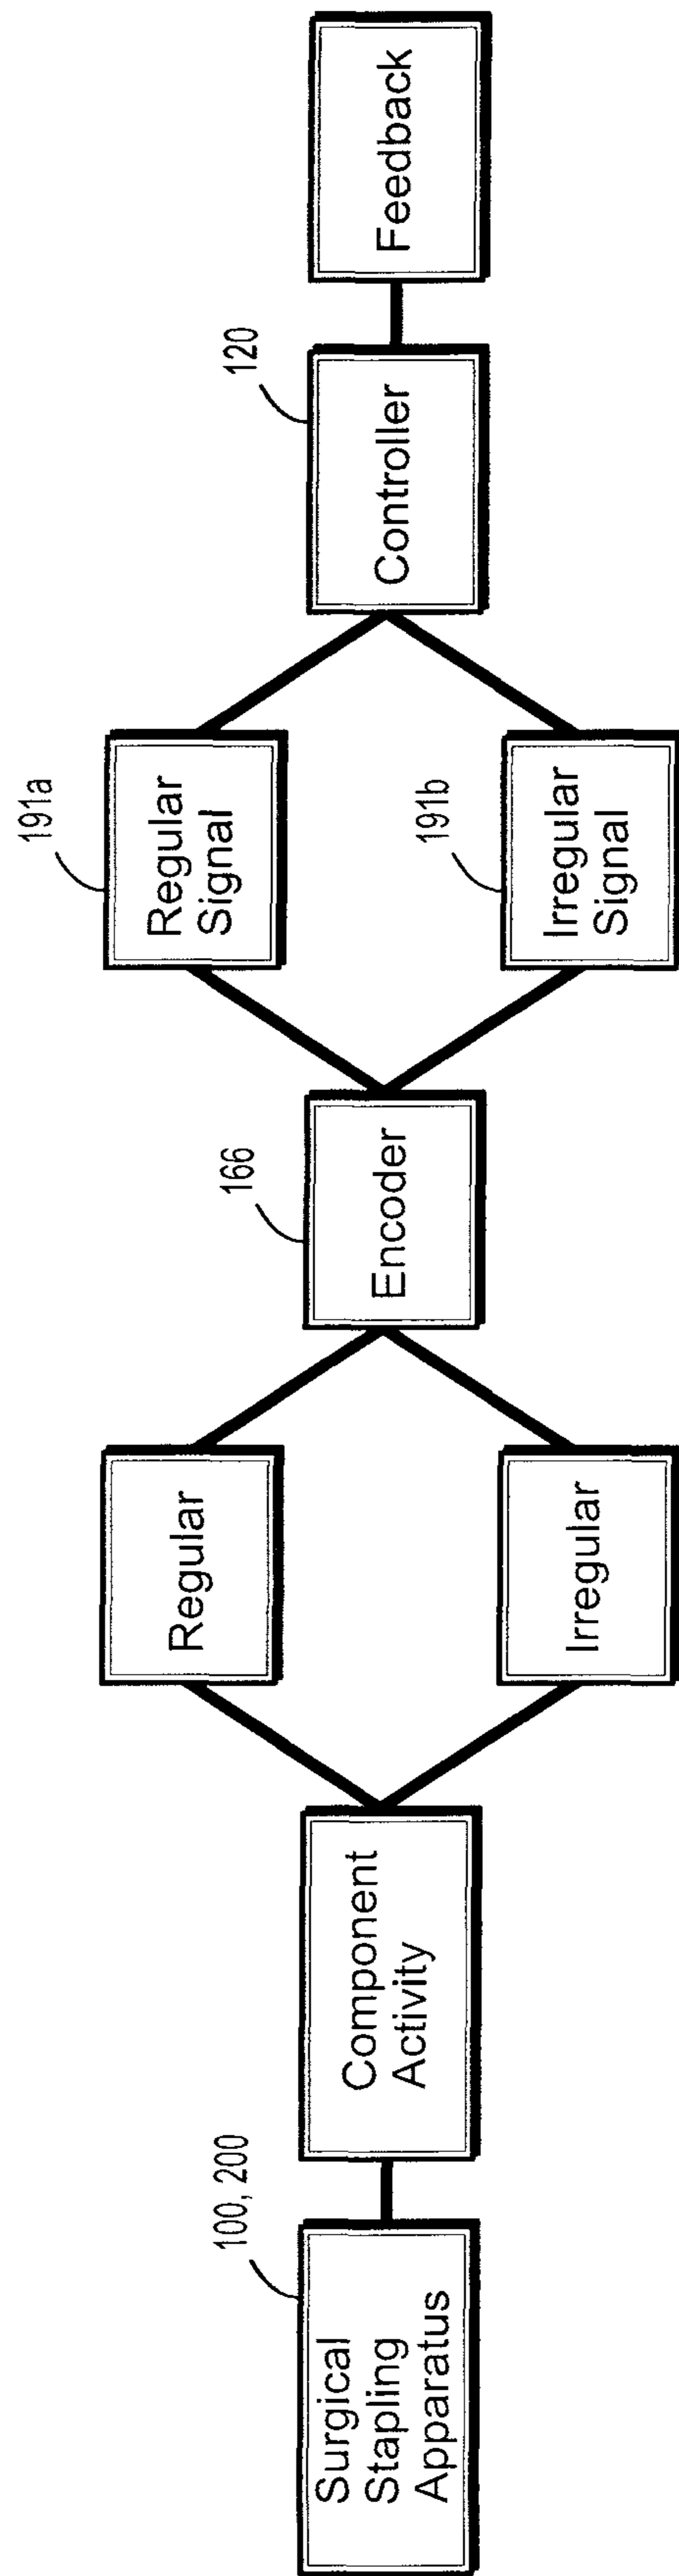 100, 200
Surgical
Stapling
Apparatus
Component
Activity
Regular
Irregular
166
Encoder
191a
Regular
Signal
191b
Irregular
Signal
120
Controller
Feedback